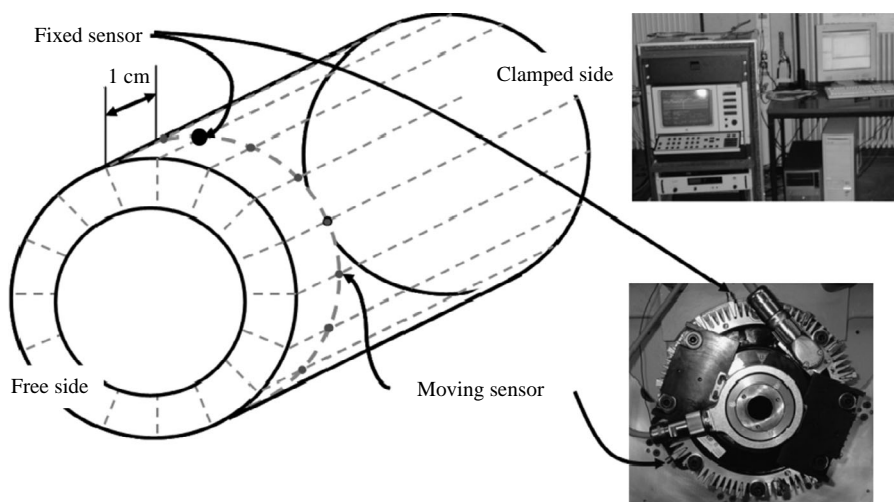 Fixed sensor
1 cm
Clamped side
Free side
Moving sensor